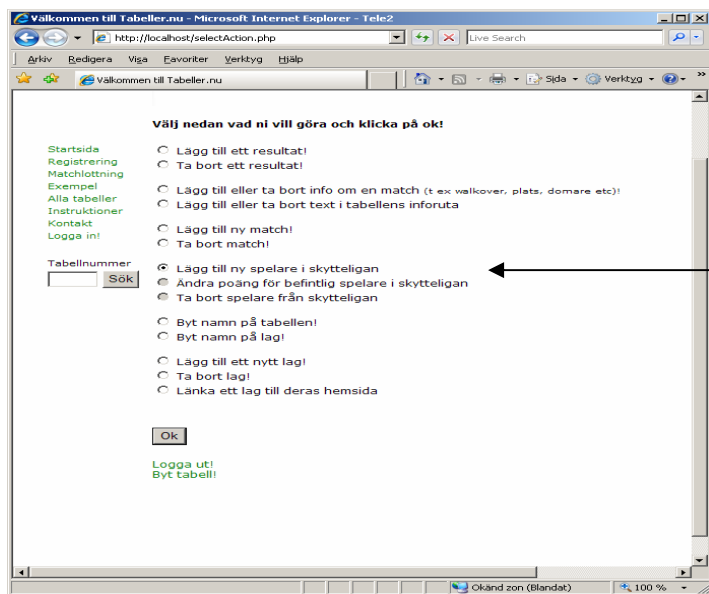 Välkommen till Tabeller.nu - Microsoft Internet Explorer - Tele2
http://localhost/selectAction.php
Live Search
Arkiv Redigera Visa Favoriter Verktyg Hjälp
Välkommen till Tabeller.nu
Sida Verktyg »
Välj nedan vad ni vill göra och klicka på ok!
Startsida
Registrering
Matchlottning
Exempel
Alla tabeller
Instruktioner
Kontakt
Logga in!
Tabellnummer
Sök
Lägg till ett resultat!
Ta bort ett resultat!
Lägg till eller ta bort info om en match (t ex walkover, plats, domare etc)!
Lägg till eller ta bort text i tabellens inforuta
Lägg till ny match!
Ta bort match!
Lägg till ny spelare i skytteligan
Ändra poäng för befintlig spelare i skytteligan
Ta bort spelare från skytteligan
Byt namn på tabellen!
Byt namn på lag!
Lägg till ett nytt lag!
Ta bort lag!
Länka ett lag till deras hemsida
Ok
Logga ut!
Byt tabell!
Okänd zon (Blandat) 100 %